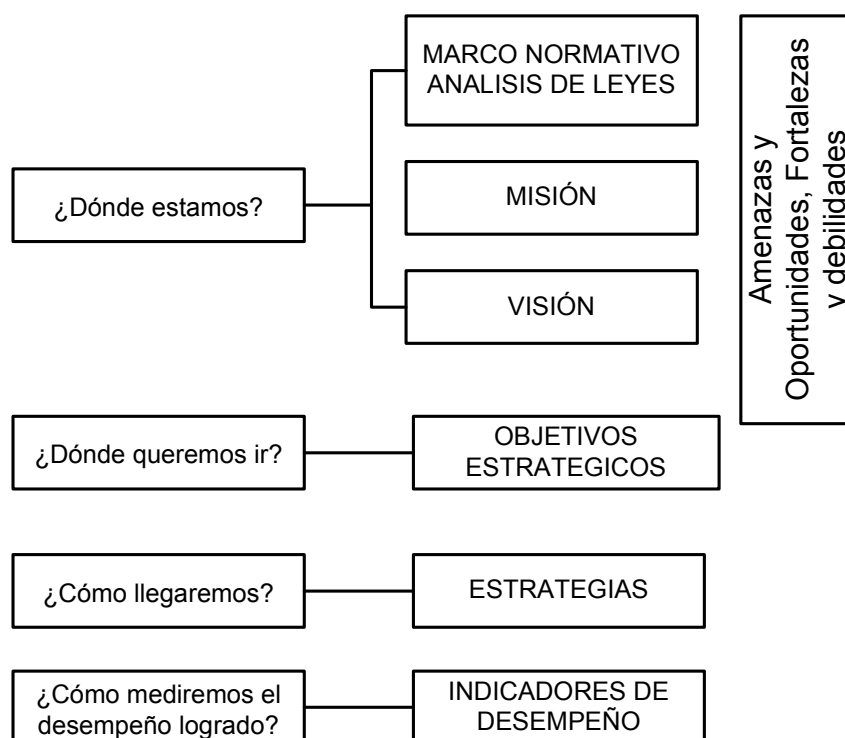 MARCO NORMATIVO
ANALISIS DE LEYES
Amenazas y
Oportunidades, Fortalezas
y debilidades
¿Dónde estamos?
MISIÓN
VISIÓN
¿Dónde queremos ir?
OBJETIVOS
ESTRATEGICOS
¿Cómo llegaremos?
ESTRATEGIAS
¿Cómo mediremos el
desempeño logrado?
INDICADORES DE
DESEMPEÑO